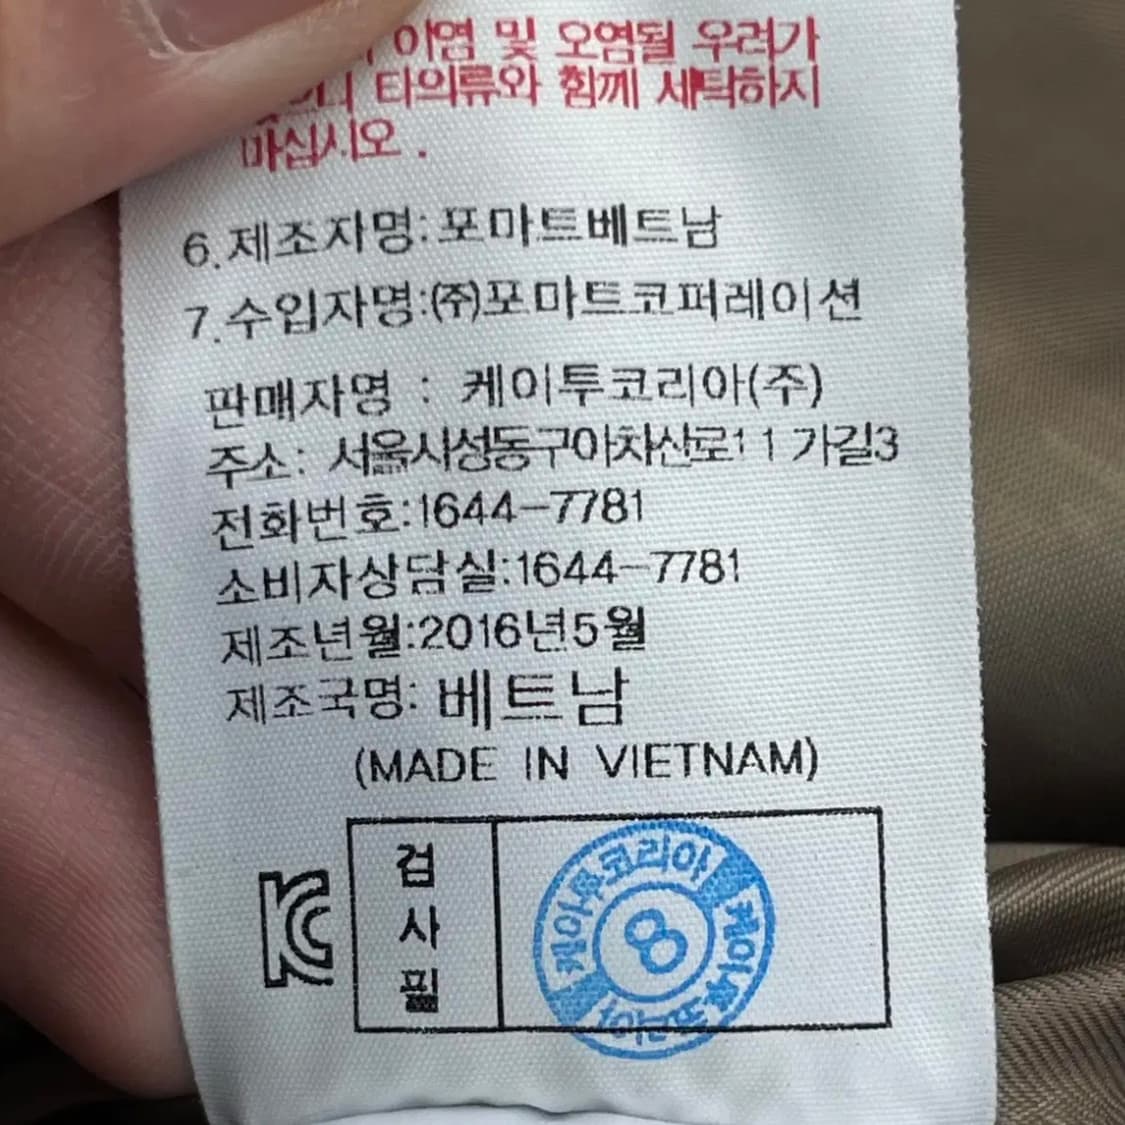 이염 및 오염될 우려가
타의류와 함께 세탁하지
마십시오 .
6.제조자명:포마트베트남
7.수입자명:(주)포마트코퍼레이션
판매자명 : 케이투코리아(주)
주소: 서울시성동구아차산로11가길3
전화번호:1644-7781
소비자상담실:1644-7781
제조년월:2016년5월
제조국명: 베트남
(MADE IN VIETNAM)
KC
검사필
케이투코리아
8